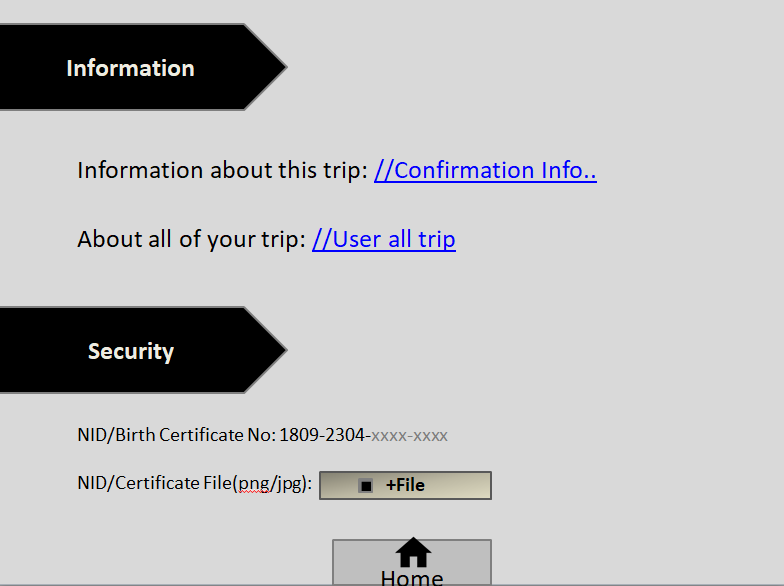 Information
Information about this trip: //Confirmation Info..
About all of your trip: //User all trip
Security
NID/Birth Certificate No: 1809-2304-xxxx-xxxx
NID/Certificate File(png/jpg): +File
Home